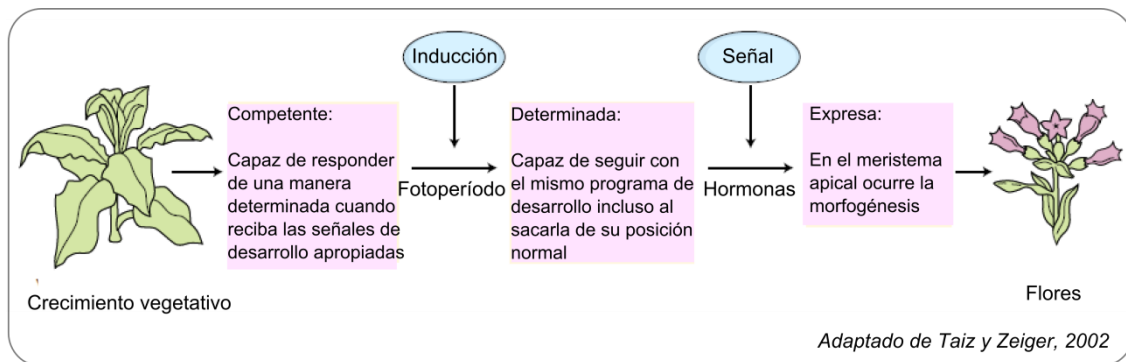 Inducción
Señal
Competente:
Capaz de responder
de una manera
determinada cuando
reciba las señales de
desarrollo apropiadas
Fotoperíodo
Determinada:
Capaz de seguir con
el mismo programa de
desarrollo incluso al
sacarla de su posición
normal
Hormonas
Expresa:
En el meristema
apical ocurre la
morfogénesis
Crecimiento vegetativo
Flores
Adaptado de Taiz y Zeiger, 2002